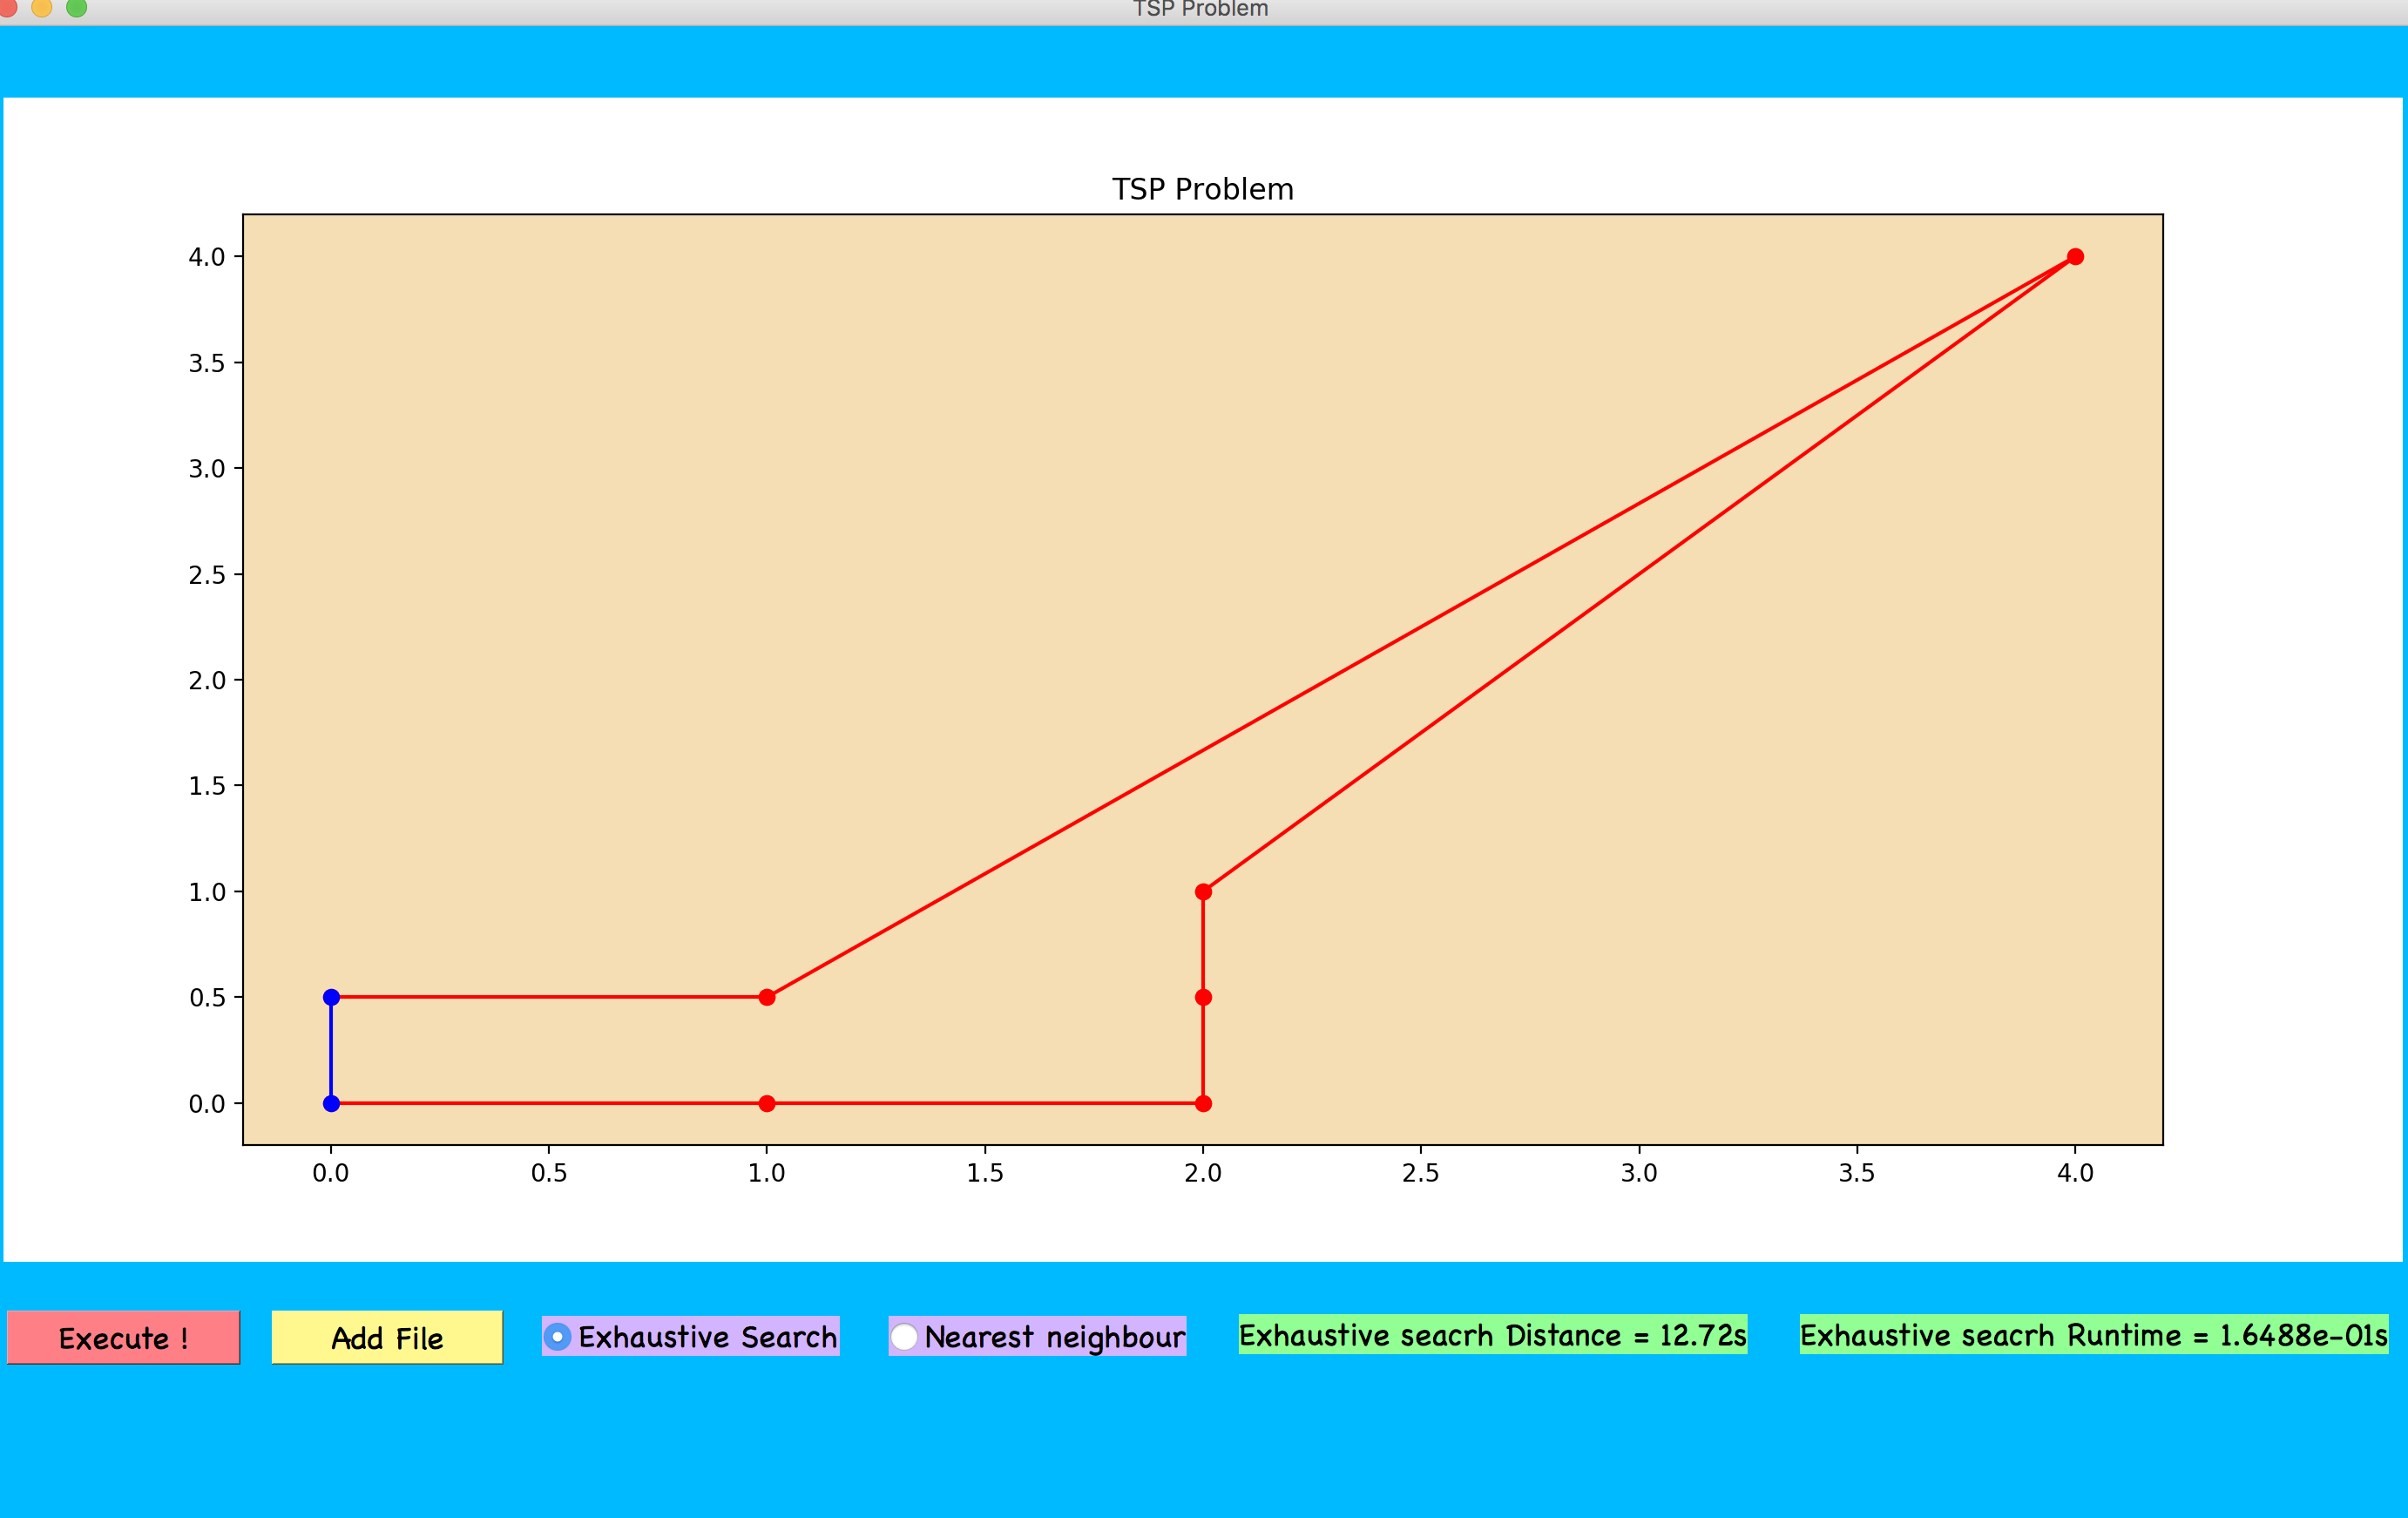 TSP Problem
TSP Problem
4.0
3.5
3.0
2.5
2.0
1.5
1.0
0.5
0.0
0.0 0.5 1.0 1.5 2.0 2.5 3.0 3.5 4.0
Execute ! Add File Exhaustive Search Nearest neighbour Exhaustive seacrh Distance = 12.72s Exhaustive seacrh Runtime = 1.6488e-01s